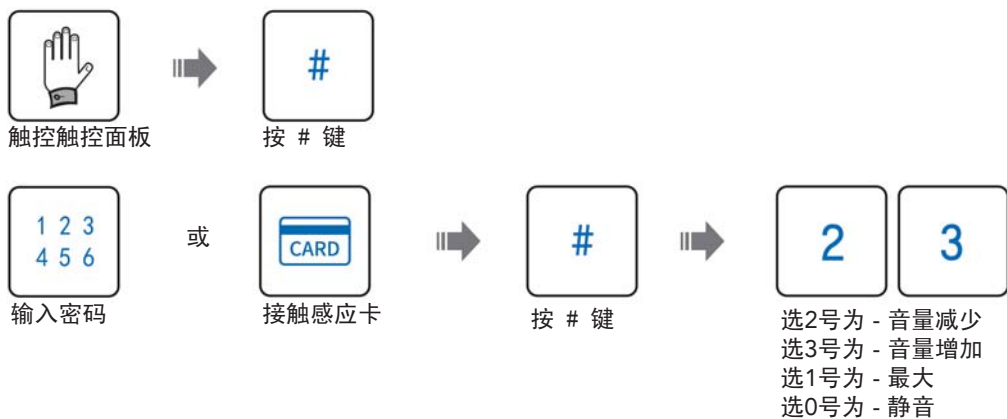 #
触控触控面板
按 # 键
1 2 3
4 5 6
或
CARD
#
2
3
输入密码
接触感应卡
按 # 键
选2号为 - 音量减少
选3号为 - 音量增加
选1号为 - 最大
选0号为 - 静音